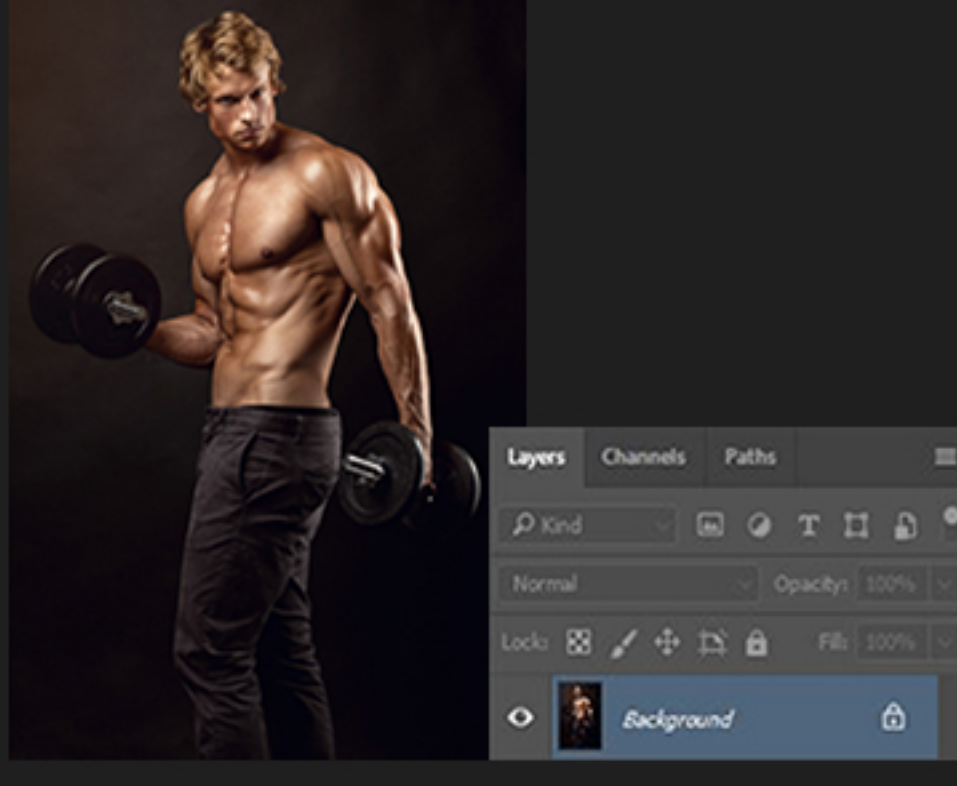 Layers Channels Paths
Kind T
Normal Opacity: 100%
Lock: Fill: 100%
Background